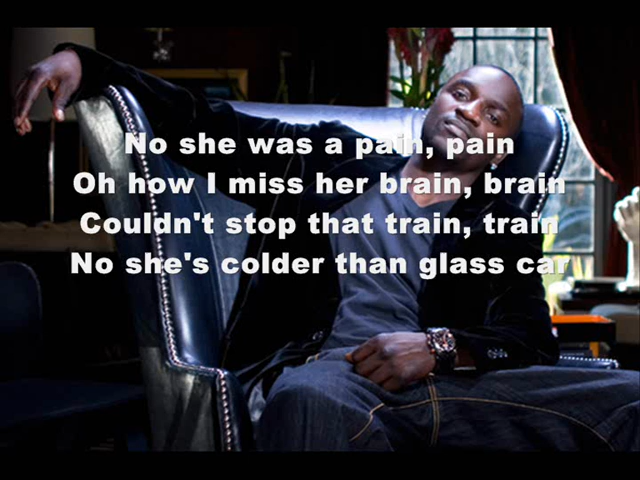 No she was a pain, pain
Oh how I miss her brain, brain
Couldn't stop that train, train
No she's colder than glass car